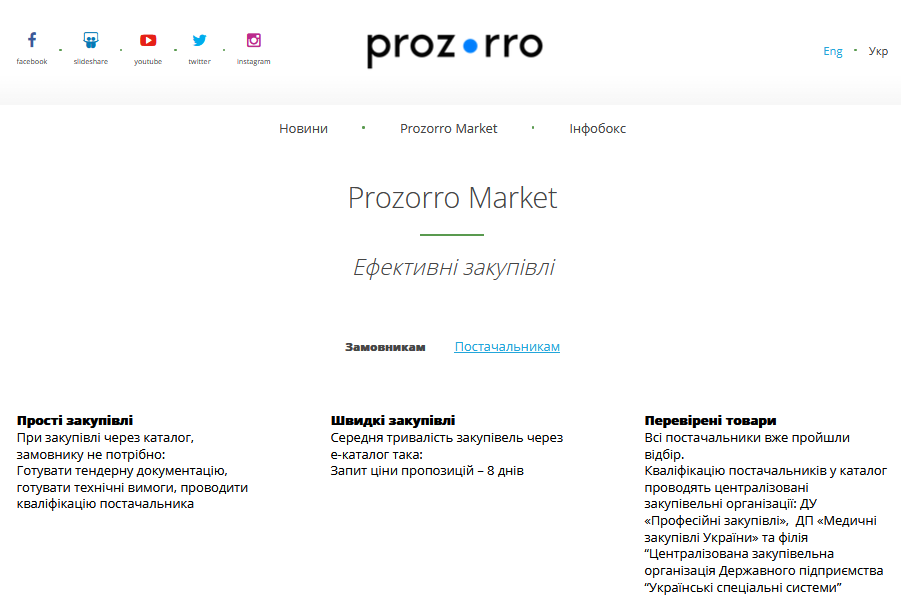 facebook
slideshare
youtube
twitter
instagram
prozorro
Eng
Укр
Новини
Prozorro Market
Інфобокс
Prozorro Market
Ефективні закупівлі
Замовникам
Постачальникам
Прості закупівлі
При закупівлі через каталог,
замовнику не потрібно:
Готувати тендерну документацію,
готувати технічні вимоги, проводити
кваліфікацію постачальника
Швидкі закупівлі
Середня тривалість закупівель через
е-каталог така:
Запит ціни пропозицій – 8 днів
Перевірені товари
Всі постачальники вже пройшли
відбір.
Кваліфікацію постачальників у каталог
проводять централізовані
закупівельні організації: ДУ
«Професійні закупівлі», ДП «Медичні
закупівлі України» та філія
“Централізована закупівельна
організація Державного підприємства
“Українські спеціальні системи”